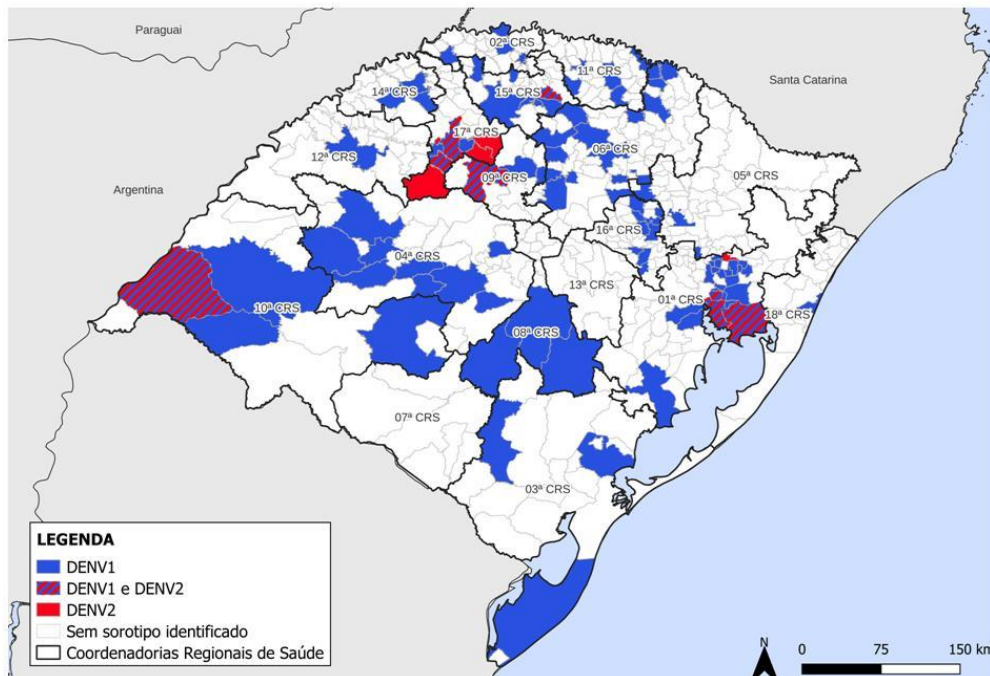 Paraguai
02ª CRS
11ª CRS
Santa Catarina
14ª CRS
15ª CRS
17ª CRS
12ª CRS
06ª CRS
09ª CRS
05ª CRS
Argentina
16ª CRS
04ª CRS
13ª CRS
01ª CRS
10ª CRS
18ª CRS
08ª CRS
07ª CRS
03ª CRS
LEGENDA
DENV1
DENV1 e DENV2
DENV2
Sem sorotipo identificado
Coordenadorias Regionais de Saúde
N
0 75 150 km